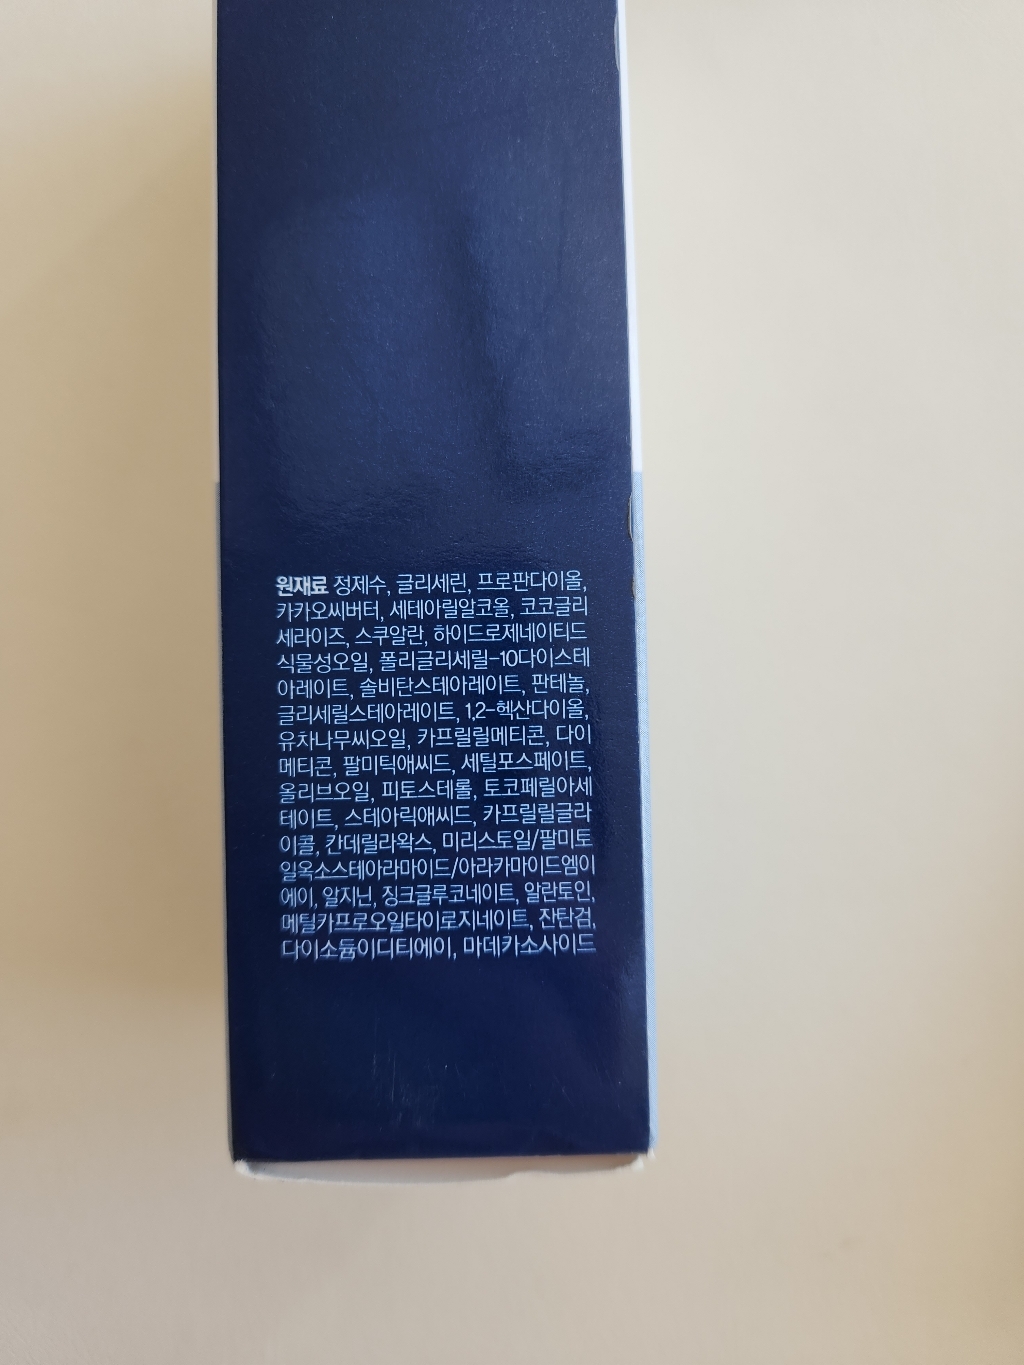 원재료 정제수, 글리세린, 프로판다이올,
카카오씨버터, 세테아릴알코올, 코코글리
세라이즈, 스쿠알란, 하이드로제네이티드
식물성오일, 폴리글리세릴-10다이스테
아레이트, 솔비탄스테아레이트, 판테놀,
글리세릴스테아레이트, 1,2-헥산다이올,
유차나무씨오일, 카프릴릴메티콘, 다이
메티콘, 팔미틱애씨드, 세틸포스페이트,
올리브오일, 피토스테롤, 토코페릴아세
테이트, 스테아릭애씨드, 카프릴릴글라
이콜, 칸데릴라왁스, 미리스토일/팔미토
일옥소스테아라마이드/아라카마이드엠이
에이, 알지닌, 징크글루코네이트, 알란토인,
메틸카프로오일타이로지네이트, 잔탄검,
다이소듐이디티에이, 마데카소사이드